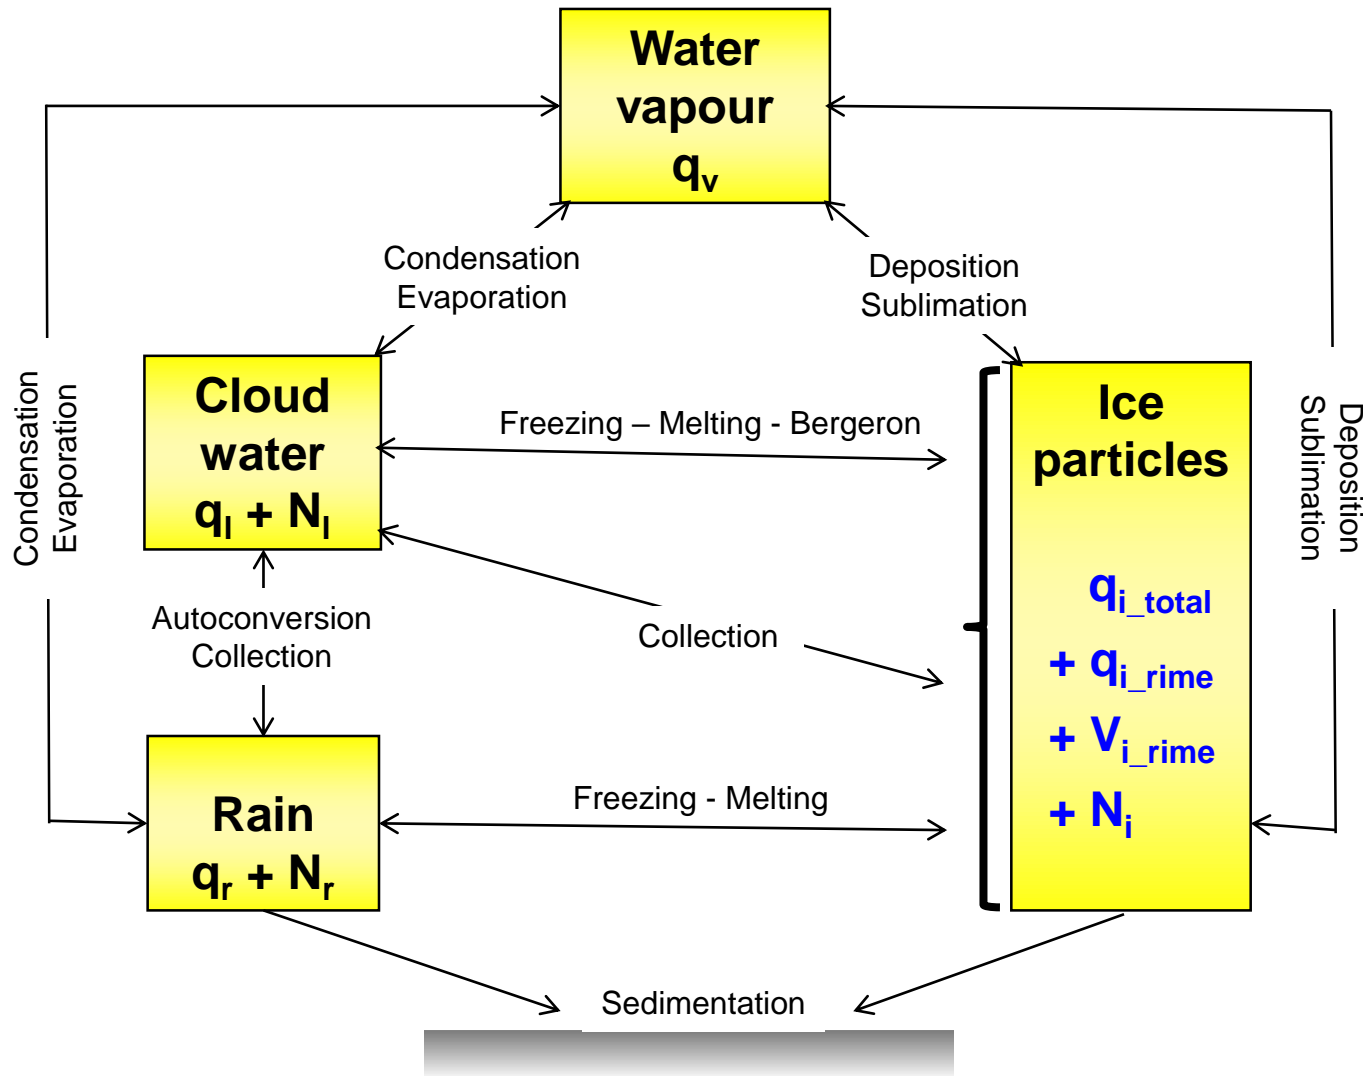 Water
vapour
qv
Condensation
Evaporation
Deposition
Sublimation
Condensation
Evaporation
Cloud
water
ql + Nl
Freezing – Melting - Bergeron
Ice
particles
qi_total
+ qi_rime
+ Vi_rime
+ Ni
Deposition
Sublimation
Autoconversion
Collection
Collection
Rain
qr + Nr
Freezing - Melting
Sedimentation